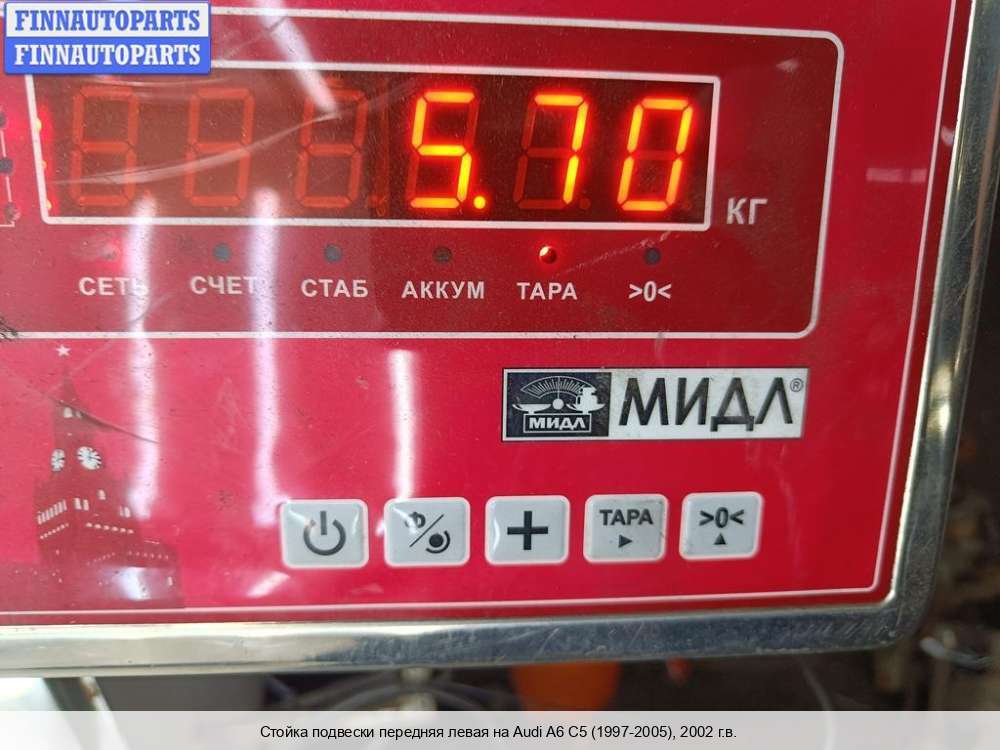 FINNAUTOPARTS
FINNAUTOPARTS
5.70
КГ
СЕТЬ СЧЕТ СТАБ АККУМ ТАРА >0<
МИДЛ МИДЛ®
Ф
+ ТАРА >0<
Стойка подвески передняя левая на Audi A6 C5 (1997-2005), 2002 г.в.